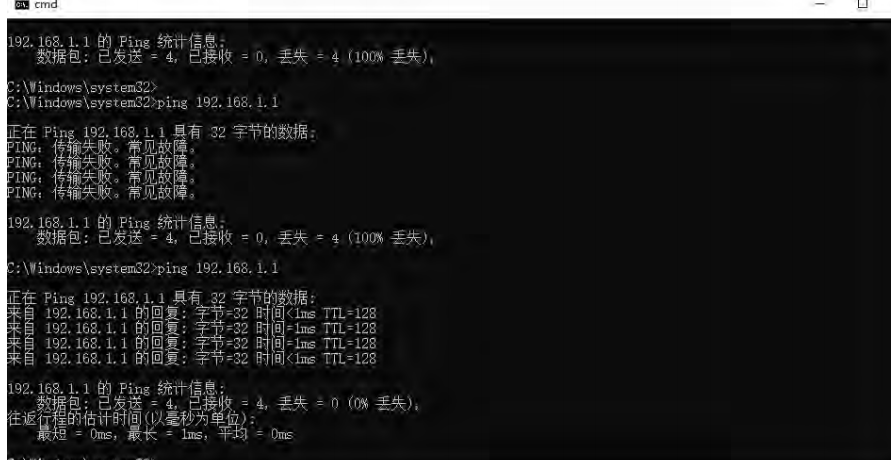 cmd
192.168.1.1 的 Ping 统计信息:
数据包: 已发送 = 4, 已接收 = 0, 丢失 = 4 (100% 丢失),
C:\Windows\system32>
C:\Windows\system32>ping 192.168.1.1
正在 Ping 192.168.1.1 具有 32 字节的数据:
PING: 传输失败。常见故障。
PING: 传输失败。常见故障。
PING: 传输失败。常见故障。
PING: 传输失败。常见故障。
192.168.1.1 的 Ping 统计信息:
数据包: 已发送 = 4, 已接收 = 0, 丢失 = 4 (100% 丢失),
C:\Windows\system32>ping 192.168.1.1
正在 Ping 192.168.1.1 具有 32 字节的数据:
来自 192.168.1.1 的回复: 字节=32 时间<1ms TTL=128
来自 192.168.1.1 的回复: 字节=32 时间=1ms TTL=128
来自 192.168.1.1 的回复: 字节=32 时间<1ms TTL=128
来自 192.168.1.1 的回复: 字节=32 时间<1ms TTL=128
192.168.1.1 的 Ping 统计信息:
数据包: 已发送 = 4, 已接收 = 4, 丢失 = 0 (0% 丢失),
往返行程的估计时间(以毫秒为单位):
最短 = 0ms, 最长 = 1ms, 平均 = 0ms